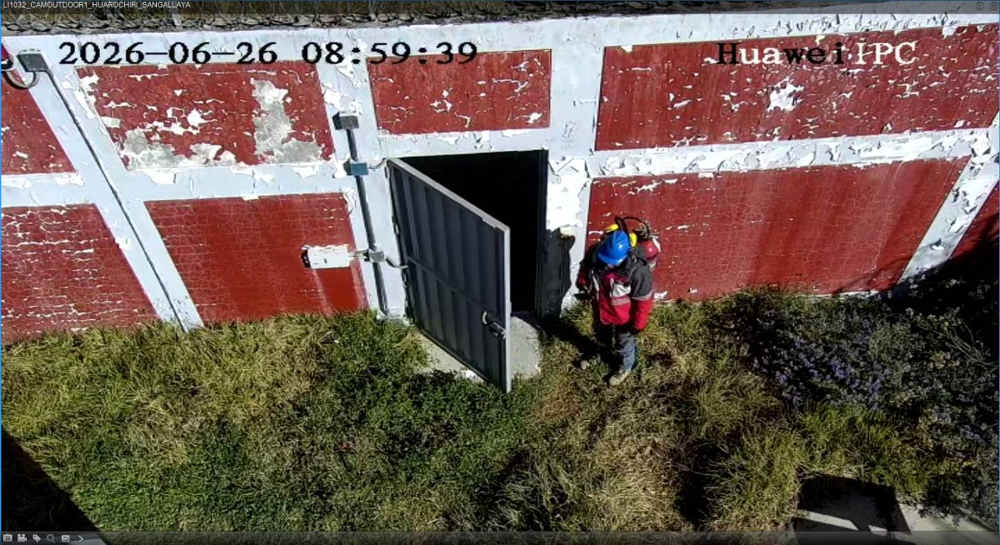 LI1032_CAMOUTDOOR1_HUAROCHIRI_SANGALLAYA
2026-06-26 08:59:39
Huawei IPC